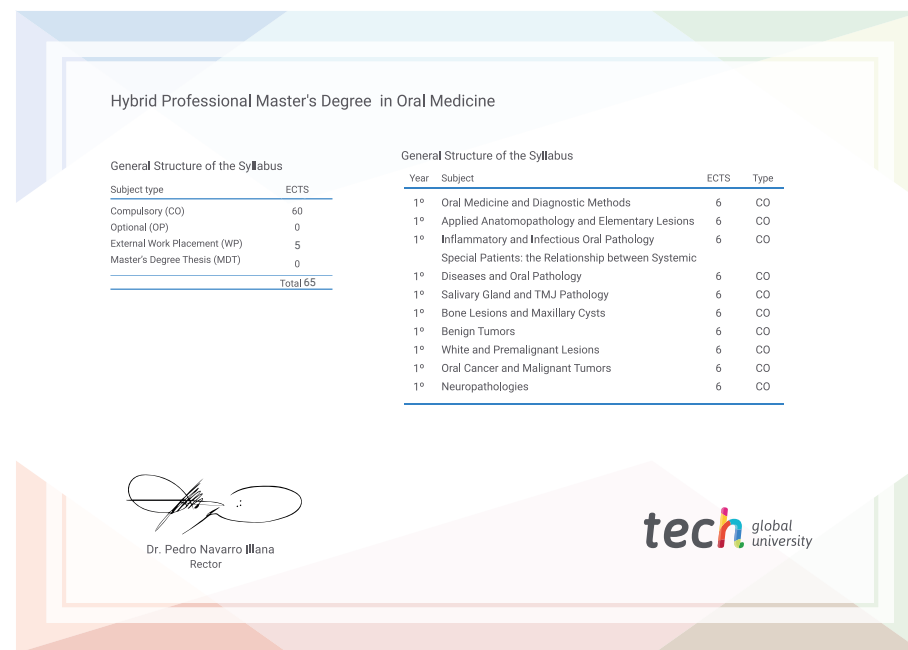 Hybrid Professional Master's Degree in Oral Medicine
General Structure of the Syllabus
Subject type ECTS
Compulsory (CO) 60
Optional (OP) 0
External Work Placement (WP) 5
Master's Degree Thesis (MDT) 0
Total 65
General Structure of the Syllabus
Year Subject ECTS Type
1º Oral Medicine and Diagnostic Methods 6 CO
1º Applied Anatomopathology and Elementary Lesions 6 CO
1º Inflammatory and Infectious Oral Pathology 6 CO
Special Patients: the Relationship between Systemic
1º Diseases and Oral Pathology 6 CO
1º Salivary Gland and TMJ Pathology 6 CO
1º Bone Lesions and Maxillary Cysts 6 CO
1º Benign Tumors 6 CO
1º White and Premalignant Lesions 6 CO
1º Oral Cancer and Malignant Tumors 6 CO
1º Neuropathologies 6 CO
Dr. Pedro Navarro Illana
Rector
tech global
university